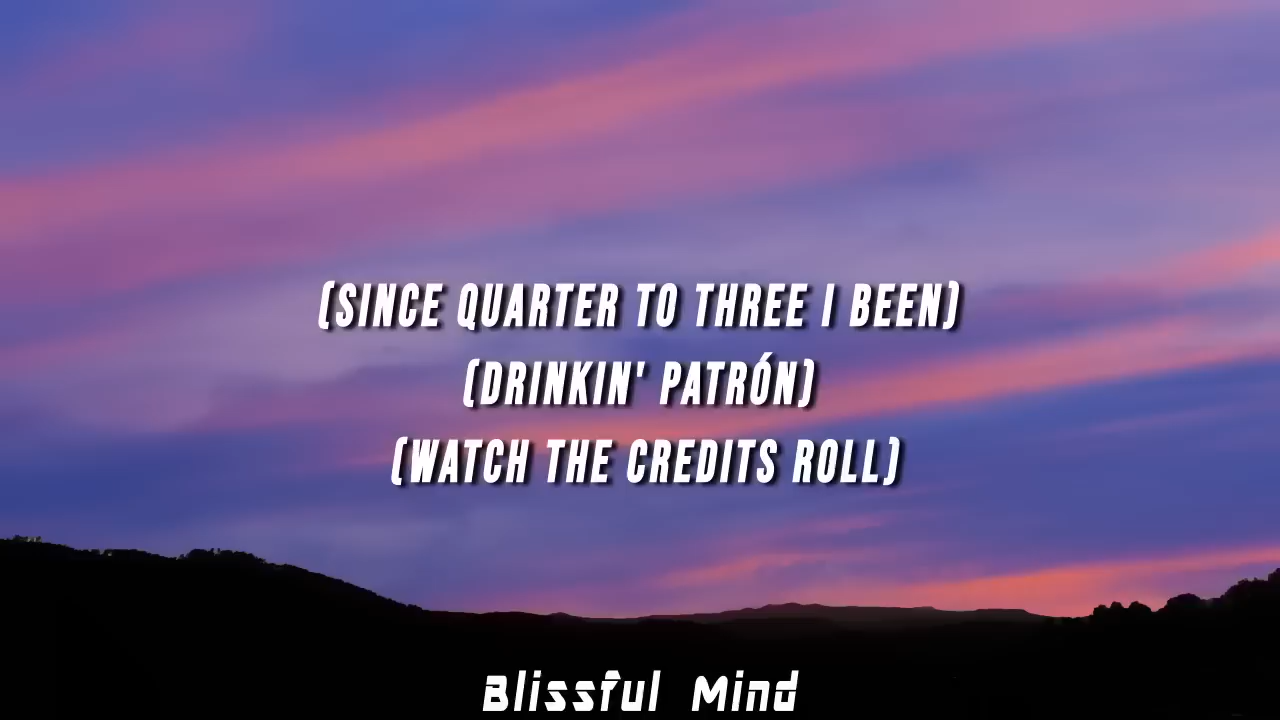 (SINCE QUARTER TO THREE I BEEN)
(DRINKIN' PATRÓN)
(WATCH THE CREDITS ROLL)
Blissful Mind